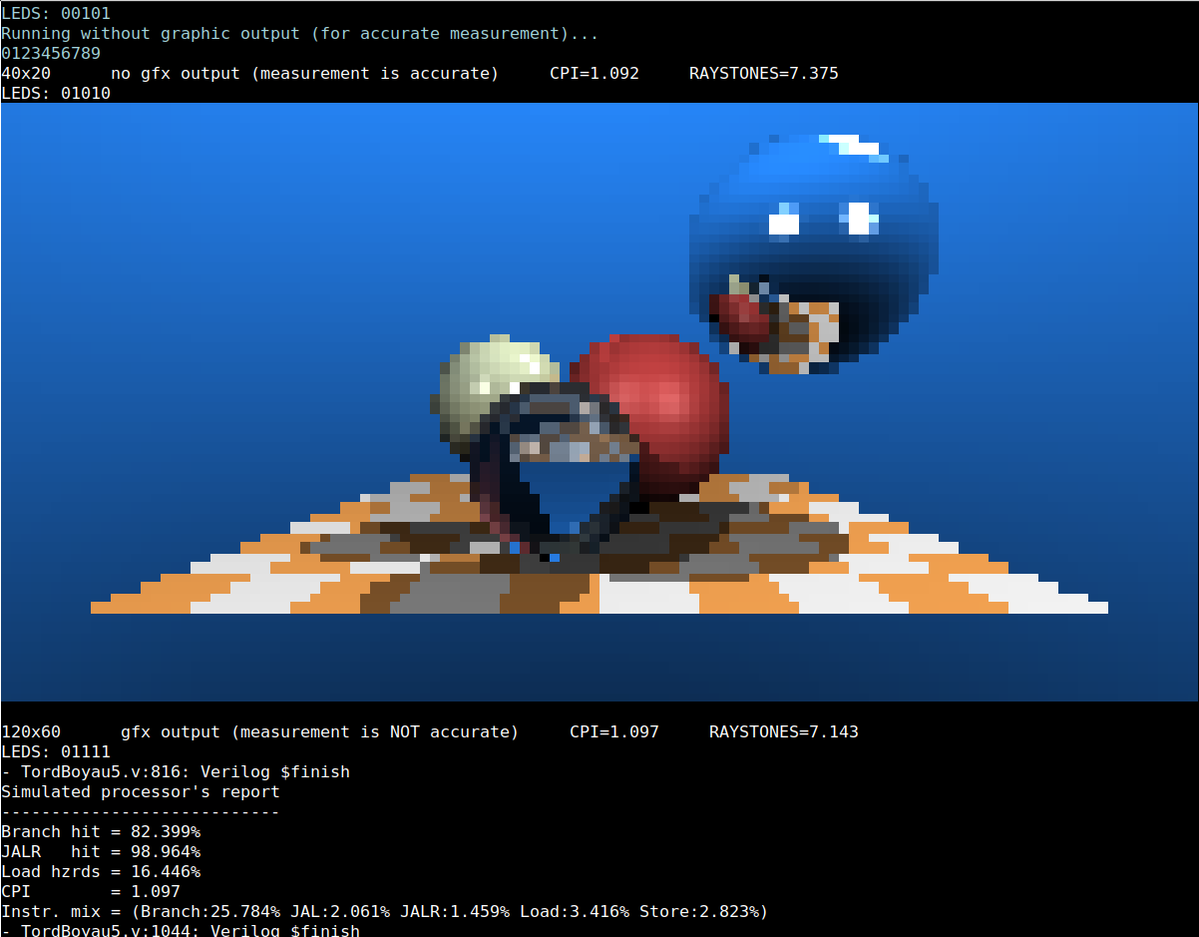 LEDS: 00101
Running without graphic output (for accurate measurement)...
0123456789
40x20      no gfx output (measurement is accurate)     CPI=1.092     RAYSTONES=7.375
LEDS: 01010
120x60      gfx output (measurement is NOT accurate)     CPI=1.097     RAYSTONES=7.143
LEDS: 01111
- TordBoyau5.v:816: Verilog $finish
Simulated processor's report
----------------------------
Branch hit = 82.399%
JALR   hit = 98.964%
Load hzrds = 16.446%
CPI        = 1.097
Instr. mix = (Branch:25.784% JAL:2.061% JALR:1.459% Load:3.416% Store:2.823%)
- TordBoyau5.v:1044: Verilog $finish